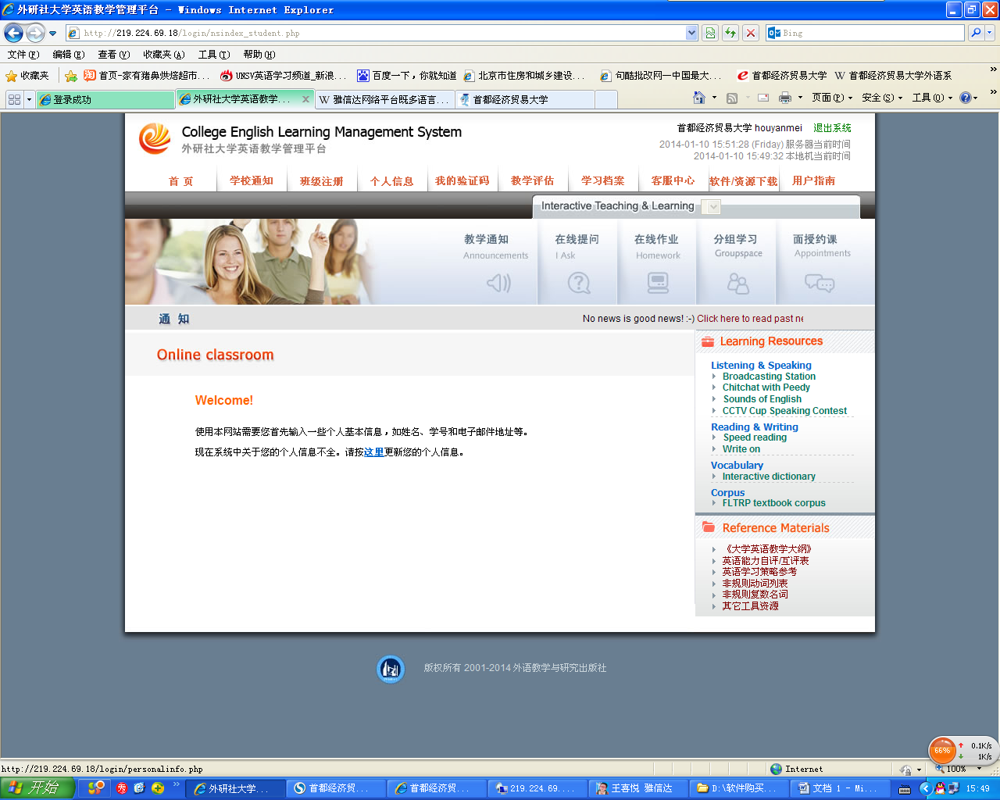 外研社大学英语教学管理平台 - Windows Internet Explorer
http://219.224.69.18/login/nsindex_student.php
Bing
文件(F) 编辑(E) 查看(V) 收藏夹(A) 工具(T) 帮助(H)
收藏夹 首页-家有猪鼻烘焙超市... UNSV英语学习频道_新浪... 百度一下，你就知道 北京市住房和城乡建设... 句酷批改网—中国最大... 首都经济贸易大学 首都经济贸易大学外语系
登录成功 外研社大学英语教学... 雅信达网络平台既多语言... 首都经济贸易大学
页面(P) 安全(S) 工具(O)
College English Learning Management System
外研社大学英语教学管理平台
首都经济贸易大学 houyanmei 退出系统
2014-01-10 15:51:28 (Friday) 服务器当前时间
2014-01-10 15:49:32 本地机当前时间
首 页 学校通知 班级注册 个人信息 我的验证码 教学评估 学习档案 客服中心 软件/资源下载 用户指南
Interactive Teaching & Learning
教学通知 在线提问 在线作业 分组学习 面授约课
Announcements I Ask Homework Groupspace Appointments
通 知
No news is good news! :-) Click here to read past ne
Online classroom
Welcome!
使用本网站需要您首先输入一些个人基本信息，如姓名、学号和电子邮件地址等。
现在系统中关于您的个人信息不全。请按这里更新您的个人信息。
Learning Resources
Listening & Speaking
Broadcasting Station
Chitchat with Peedy
Sounds of English
CCTV Cup Speaking Contest
Reading & Writing
Speed reading
Write on
Vocabulary
Interactive dictionary
Corpus
FLTRP textbook corpus
Reference Materials
《大学英语教学大纲》
英语能力自评/互评表
英语学习策略参考
非规则动词列表
非规则复数名词
其它工具资源
版权所有 2001-2014 外语教学与研究出版社
66% 0.1K/s
1K/s
http://219.224.69.18/login/personalinfo.php
Internet
100%
开始 外研社大学... 首都经济贸... 首都经济贸... 219.224.69.... 王喜悦 雅信达 D:\软件购买... 文档 1 - Mi... 15:49